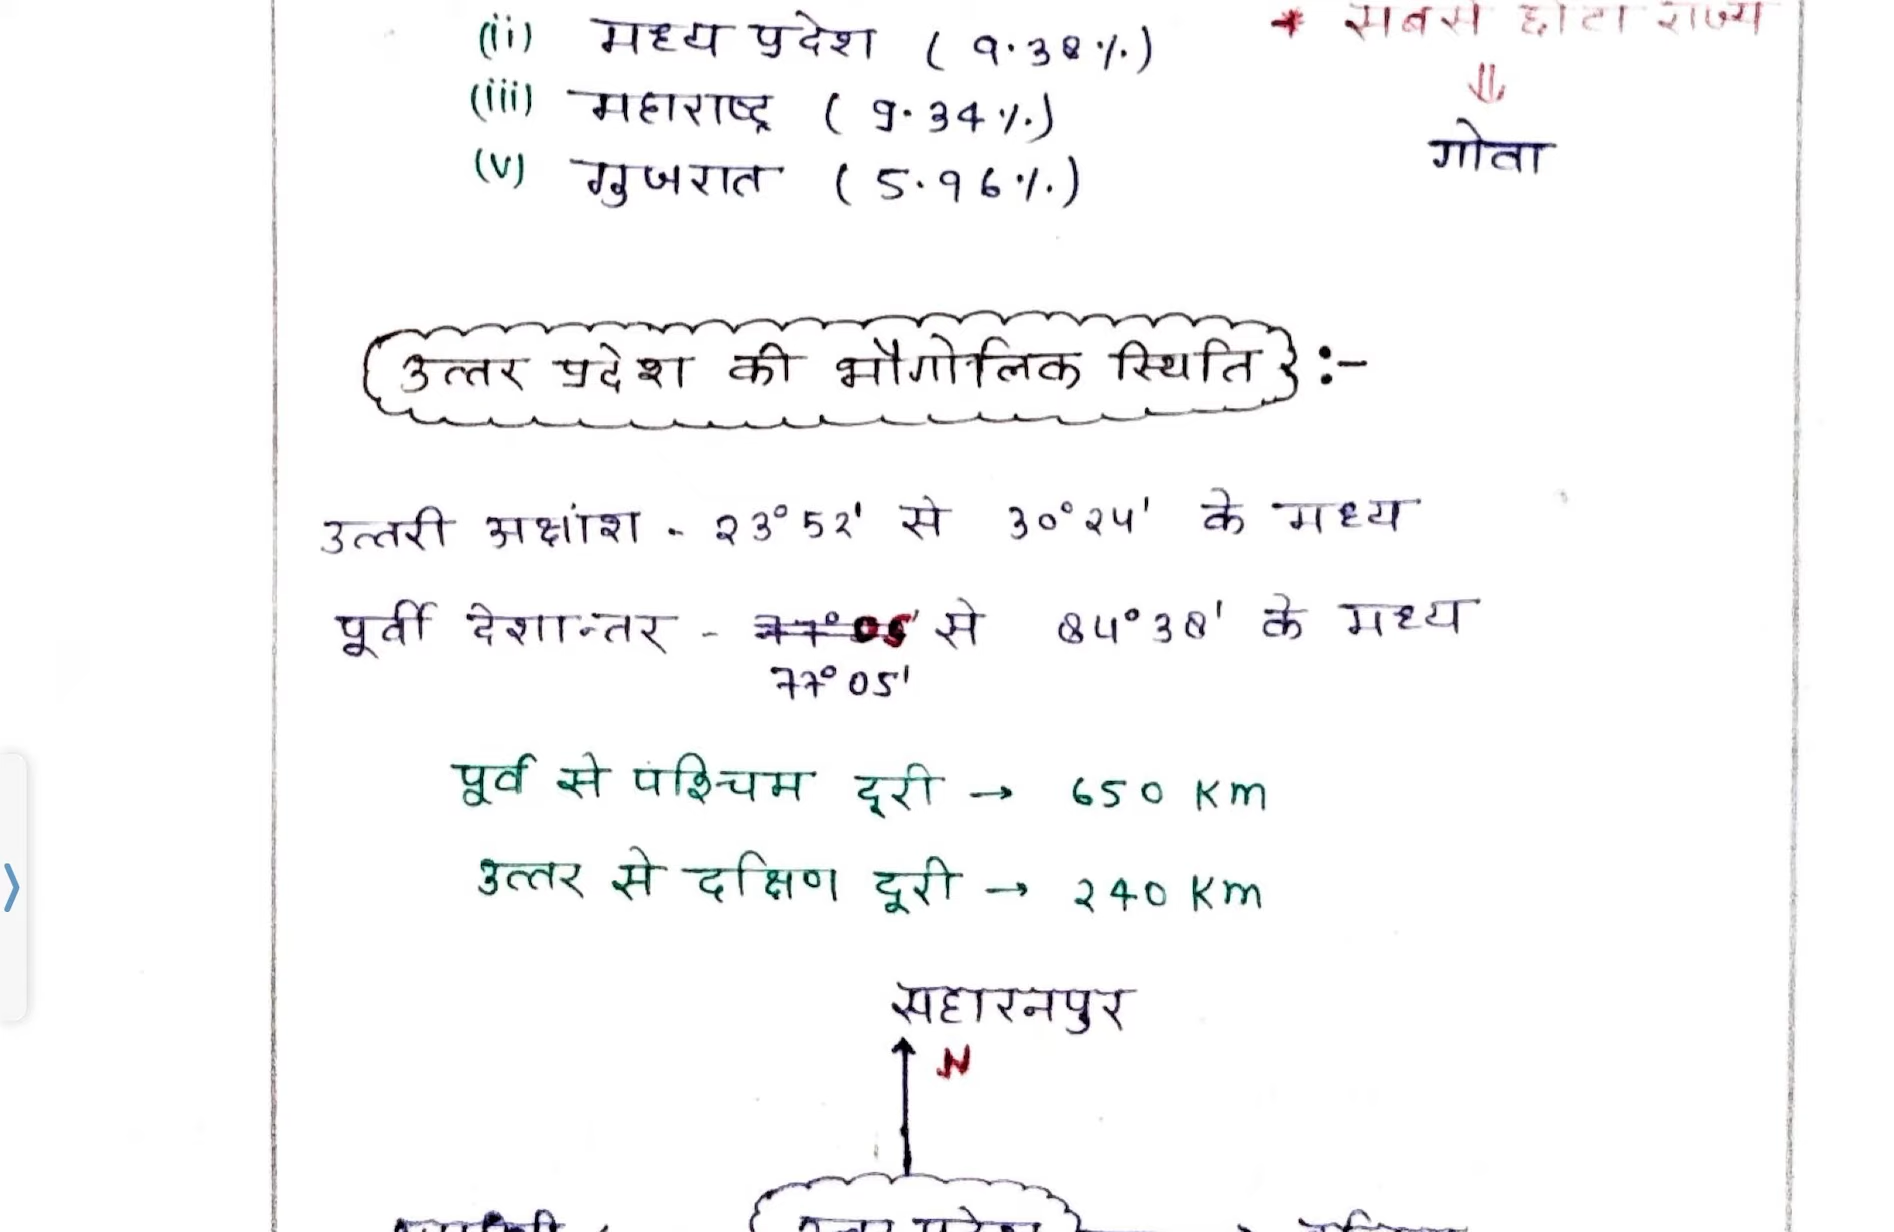 (ii) मध्य प्रदेश ( 9.38%.)
(iii) महाराष्ट्र ( 9.34%.)
(v) गुजरात ( 5.96%.)
* सबसे छोटा राज्य
⇓
गोवा
{उत्तर प्रदेश की भौगोलिक स्थिति} :-
उत्तरी अक्षांश - 23°52' से 30°24' के मध्य
पूर्वी देशान्तर - 77°05' से 84°38' के मध्य
77°05'
पूर्व से पश्चिम दूरी → 650 Km
उत्तर से दक्षिण दूरी → 240 Km
सहारनपुर
N